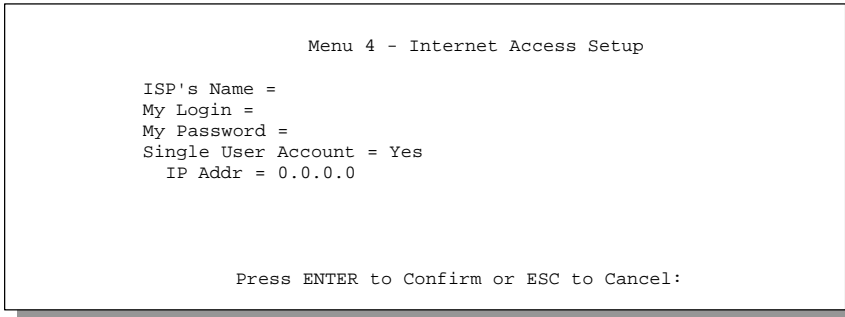 Menu 4 - Internet Access Setup
ISP's Name =
My Login =
My Password =
Single User Account = Yes
IP Addr = 0.0.0.0
Press ENTER to Confirm or ESC to Cancel: